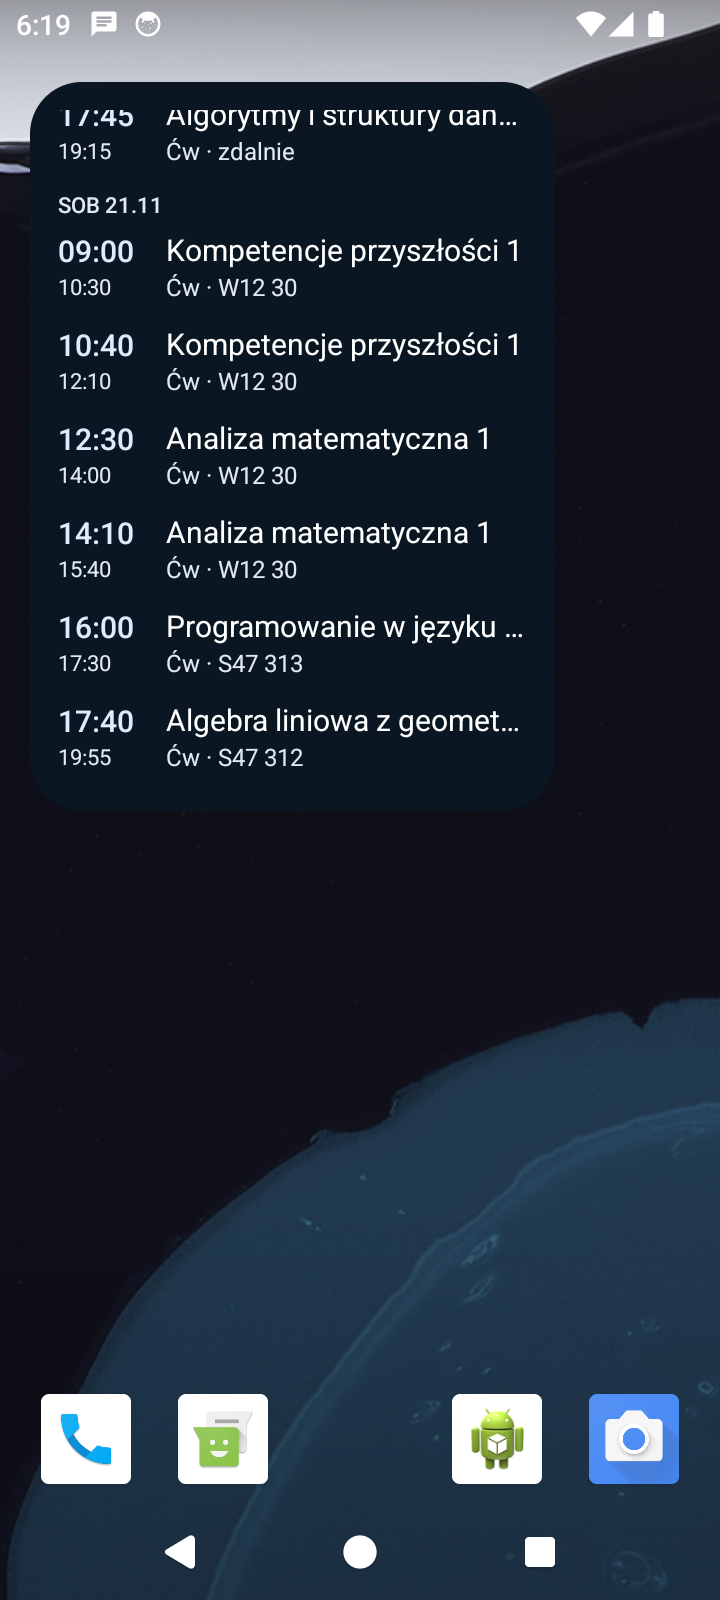 6:19
17:45 Algorytmy i struktury dan...
19:15 Ćw · zdalnie
SOB 21.11
09:00 Kompetencje przyszłości 1
10:30 Ćw · W12 30
10:40 Kompetencje przyszłości 1
12:10 Ćw · W12 30
12:30 Analiza matematyczna 1
14:00 Ćw · W12 30
14:10 Analiza matematyczna 1
15:40 Ćw · W12 30
16:00 Programowanie w języku ...
17:30 Ćw · S47 313
17:40 Algebra liniowa z geomet...
19:55 Ćw · S47 312